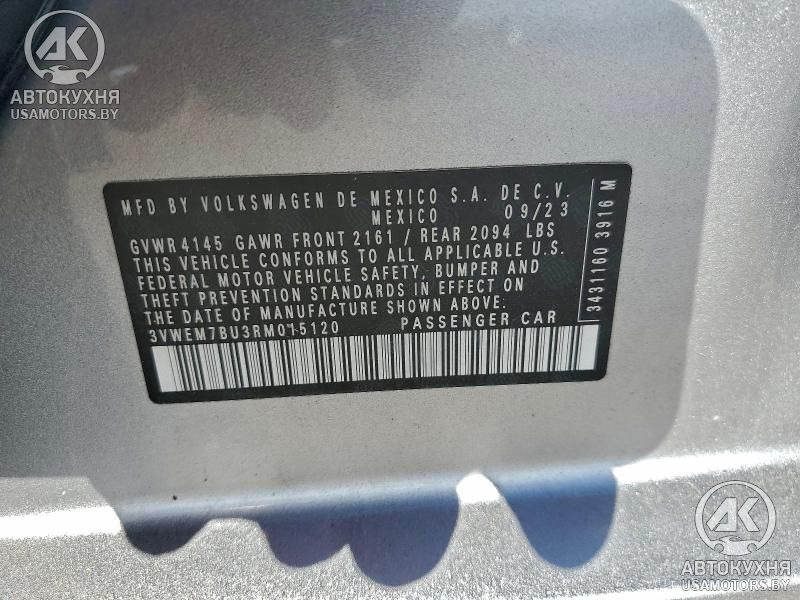 AK
АВТОКУХНЯ
USAMOTORS.BY
MFD BY VOLKSWAGEN DE MEXICO S.A. DE C.V.
MEXICO 09/23
GVWR 4145 GAWR FRONT 2161 / REAR 2094 LBS
THIS VEHICLE CONFORMS TO ALL APPLICABLE U.S.
FEDERAL MOTOR VEHICLE SAFETY, BUMPER AND
THEFT PREVENTION STANDARDS IN EFFECT ON
THE DATE OF MANUFACTURE SHOWN ABOVE:
3VWEM7BU3RM015120 PASSENGER CAR
3431160 3916 M
AK
АВТОКУХНЯ
USAMOTORS.BY